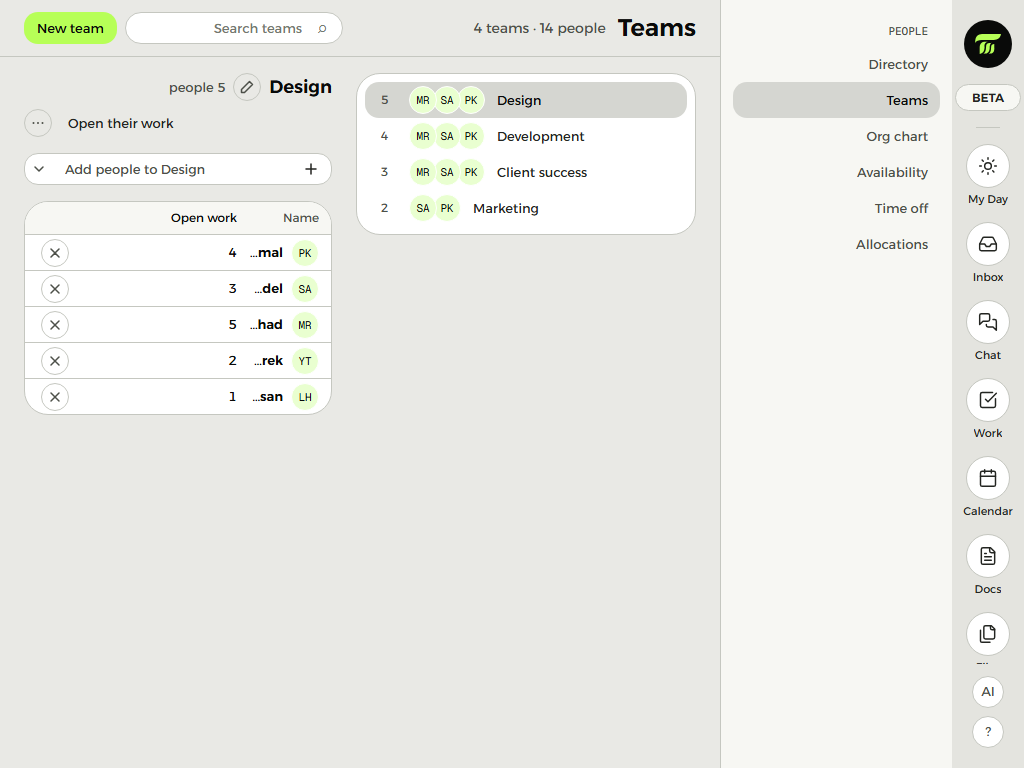 BETA
My Day
Inbox
Chat
Work
Calendar
Docs
AI
?
PEOPLE
Directory
Teams
Org chart
Availability
Time off
Allocations
Teams
4 teams · 14 people
Search teams
New team
Design
MR SA PK
5
Development
MR SA PK
4
Client success
MR SA PK
3
Marketing
SA PK
2
Design
people 5
Open their work
Add people to Design
Name Open work
PK …mal 4
SA …del 3
MR …had 5
YT …rek 2
LH …san 1